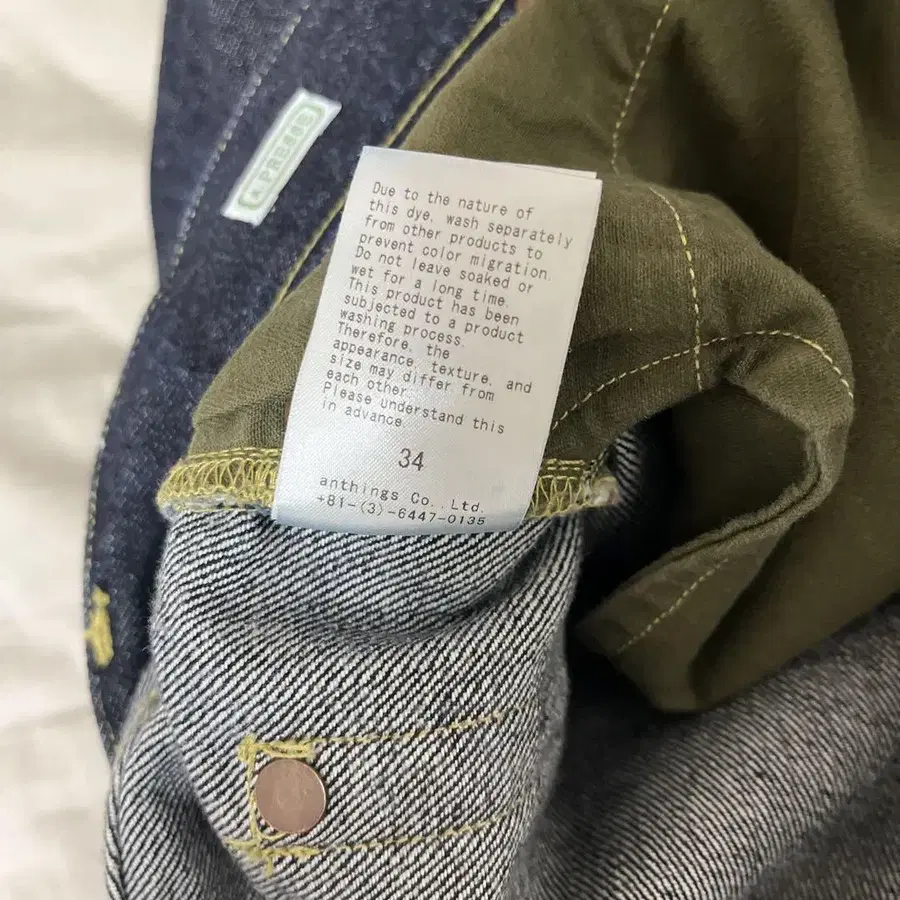 A.PRESSE
Due to the nature of
this dye, wash separately
from other products to
prevent color migration.
Do not leave soaked or
wet for a long time.
This product has been
subjected to a product
washing process.
Therefore, the
appearance, texture, and
size may differ from
each other.
Please understand this
in advance.
34
anthings Co., Ltd.
+81-(3)-6447-0135